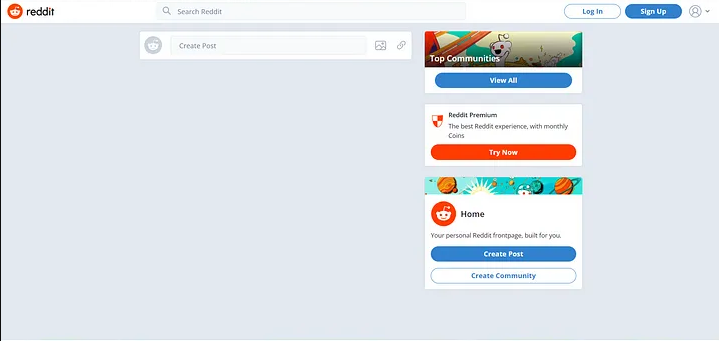 reddit
Search Reddit
Log In
Sign Up
Create Post
Top Communities
View All
Reddit Premium
The best Reddit experience, with monthly
Coins
Try Now
Home
Your personal Reddit frontpage, built for you.
Create Post
Create Community